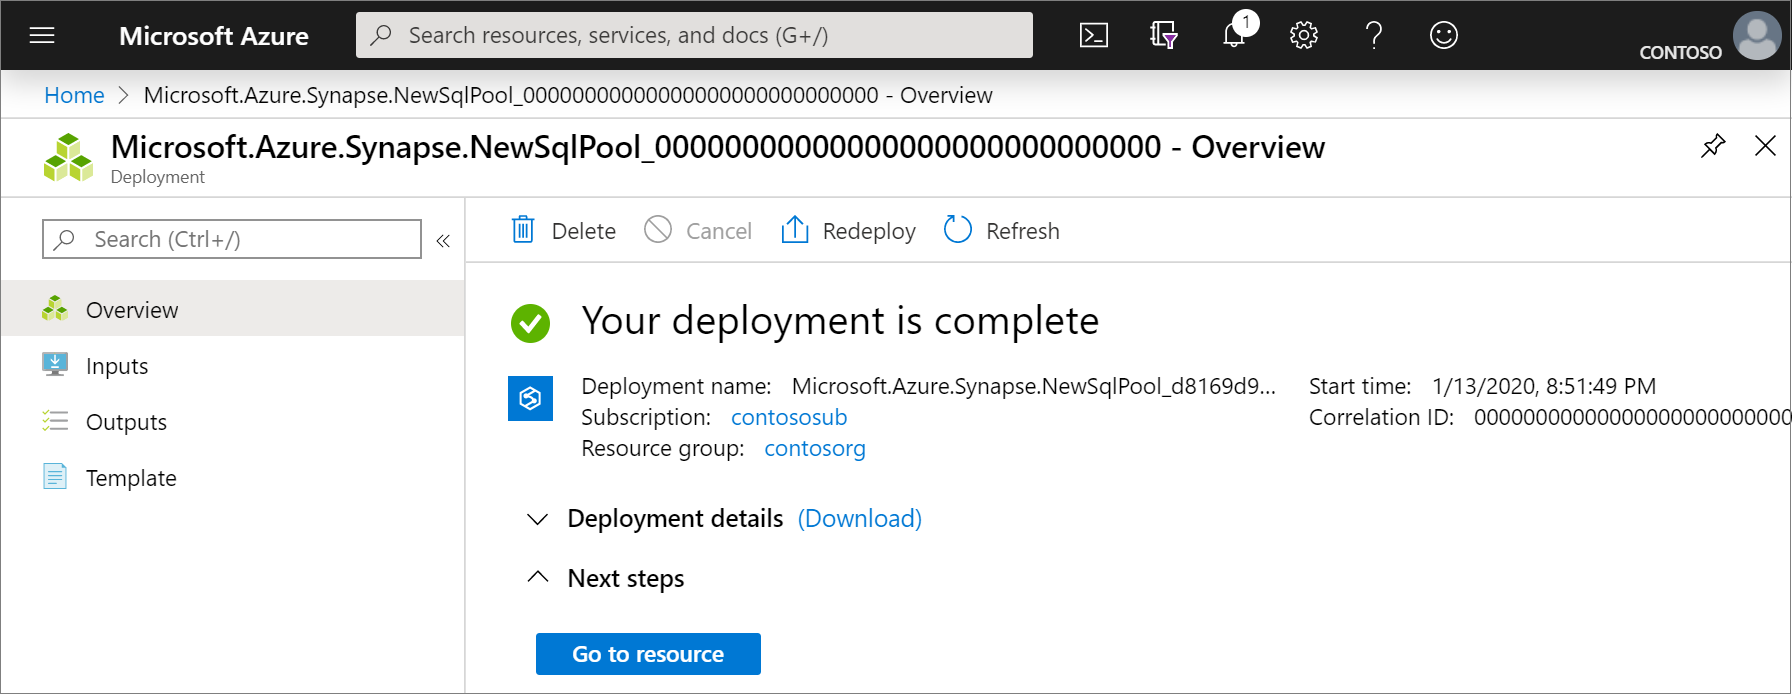 Microsoft Azure
Search resources, services, and docs (G+/)
1
CONTOSO
Home > Microsoft.Azure.Synapse.NewSqlPool_00000000000000000000000000000 - Overview
Microsoft.Azure.Synapse.NewSqlPool_00000000000000000000000000000 - Overview
Deployment
Search (Ctrl+/)
«
Delete
Cancel
Redeploy
Refresh
Overview
Inputs
Outputs
Template
Your deployment is complete
Deployment name: Microsoft.Azure.Synapse.NewSqlPool_d8169d9...
Subscription: contososub
Resource group: contosorg
Start time: 1/13/2020, 8:51:49 PM
Correlation ID: 00000000000000000000000000
Deployment details (Download)
Next steps
Go to resource